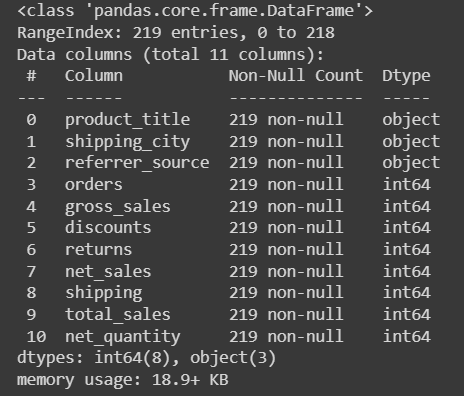 <class 'pandas.core.frame.DataFrame'>
RangeIndex: 219 entries, 0 to 218
Data columns (total 11 columns):
 #   Column           Non-Null Count  Dtype
---  ------           --------------  -----
 0   product_title    219 non-null    object
 1   shipping_city    219 non-null    object
 2   referrer_source  219 non-null    object
 3   orders           219 non-null    int64
 4   gross_sales      219 non-null    int64
 5   discounts        219 non-null    int64
 6   returns          219 non-null    int64
 7   net_sales        219 non-null    int64
 8   shipping         219 non-null    int64
 9   total_sales      219 non-null    int64
 10  net_quantity     219 non-null    int64
dtypes: int64(8), object(3)
memory usage: 18.9+ KB